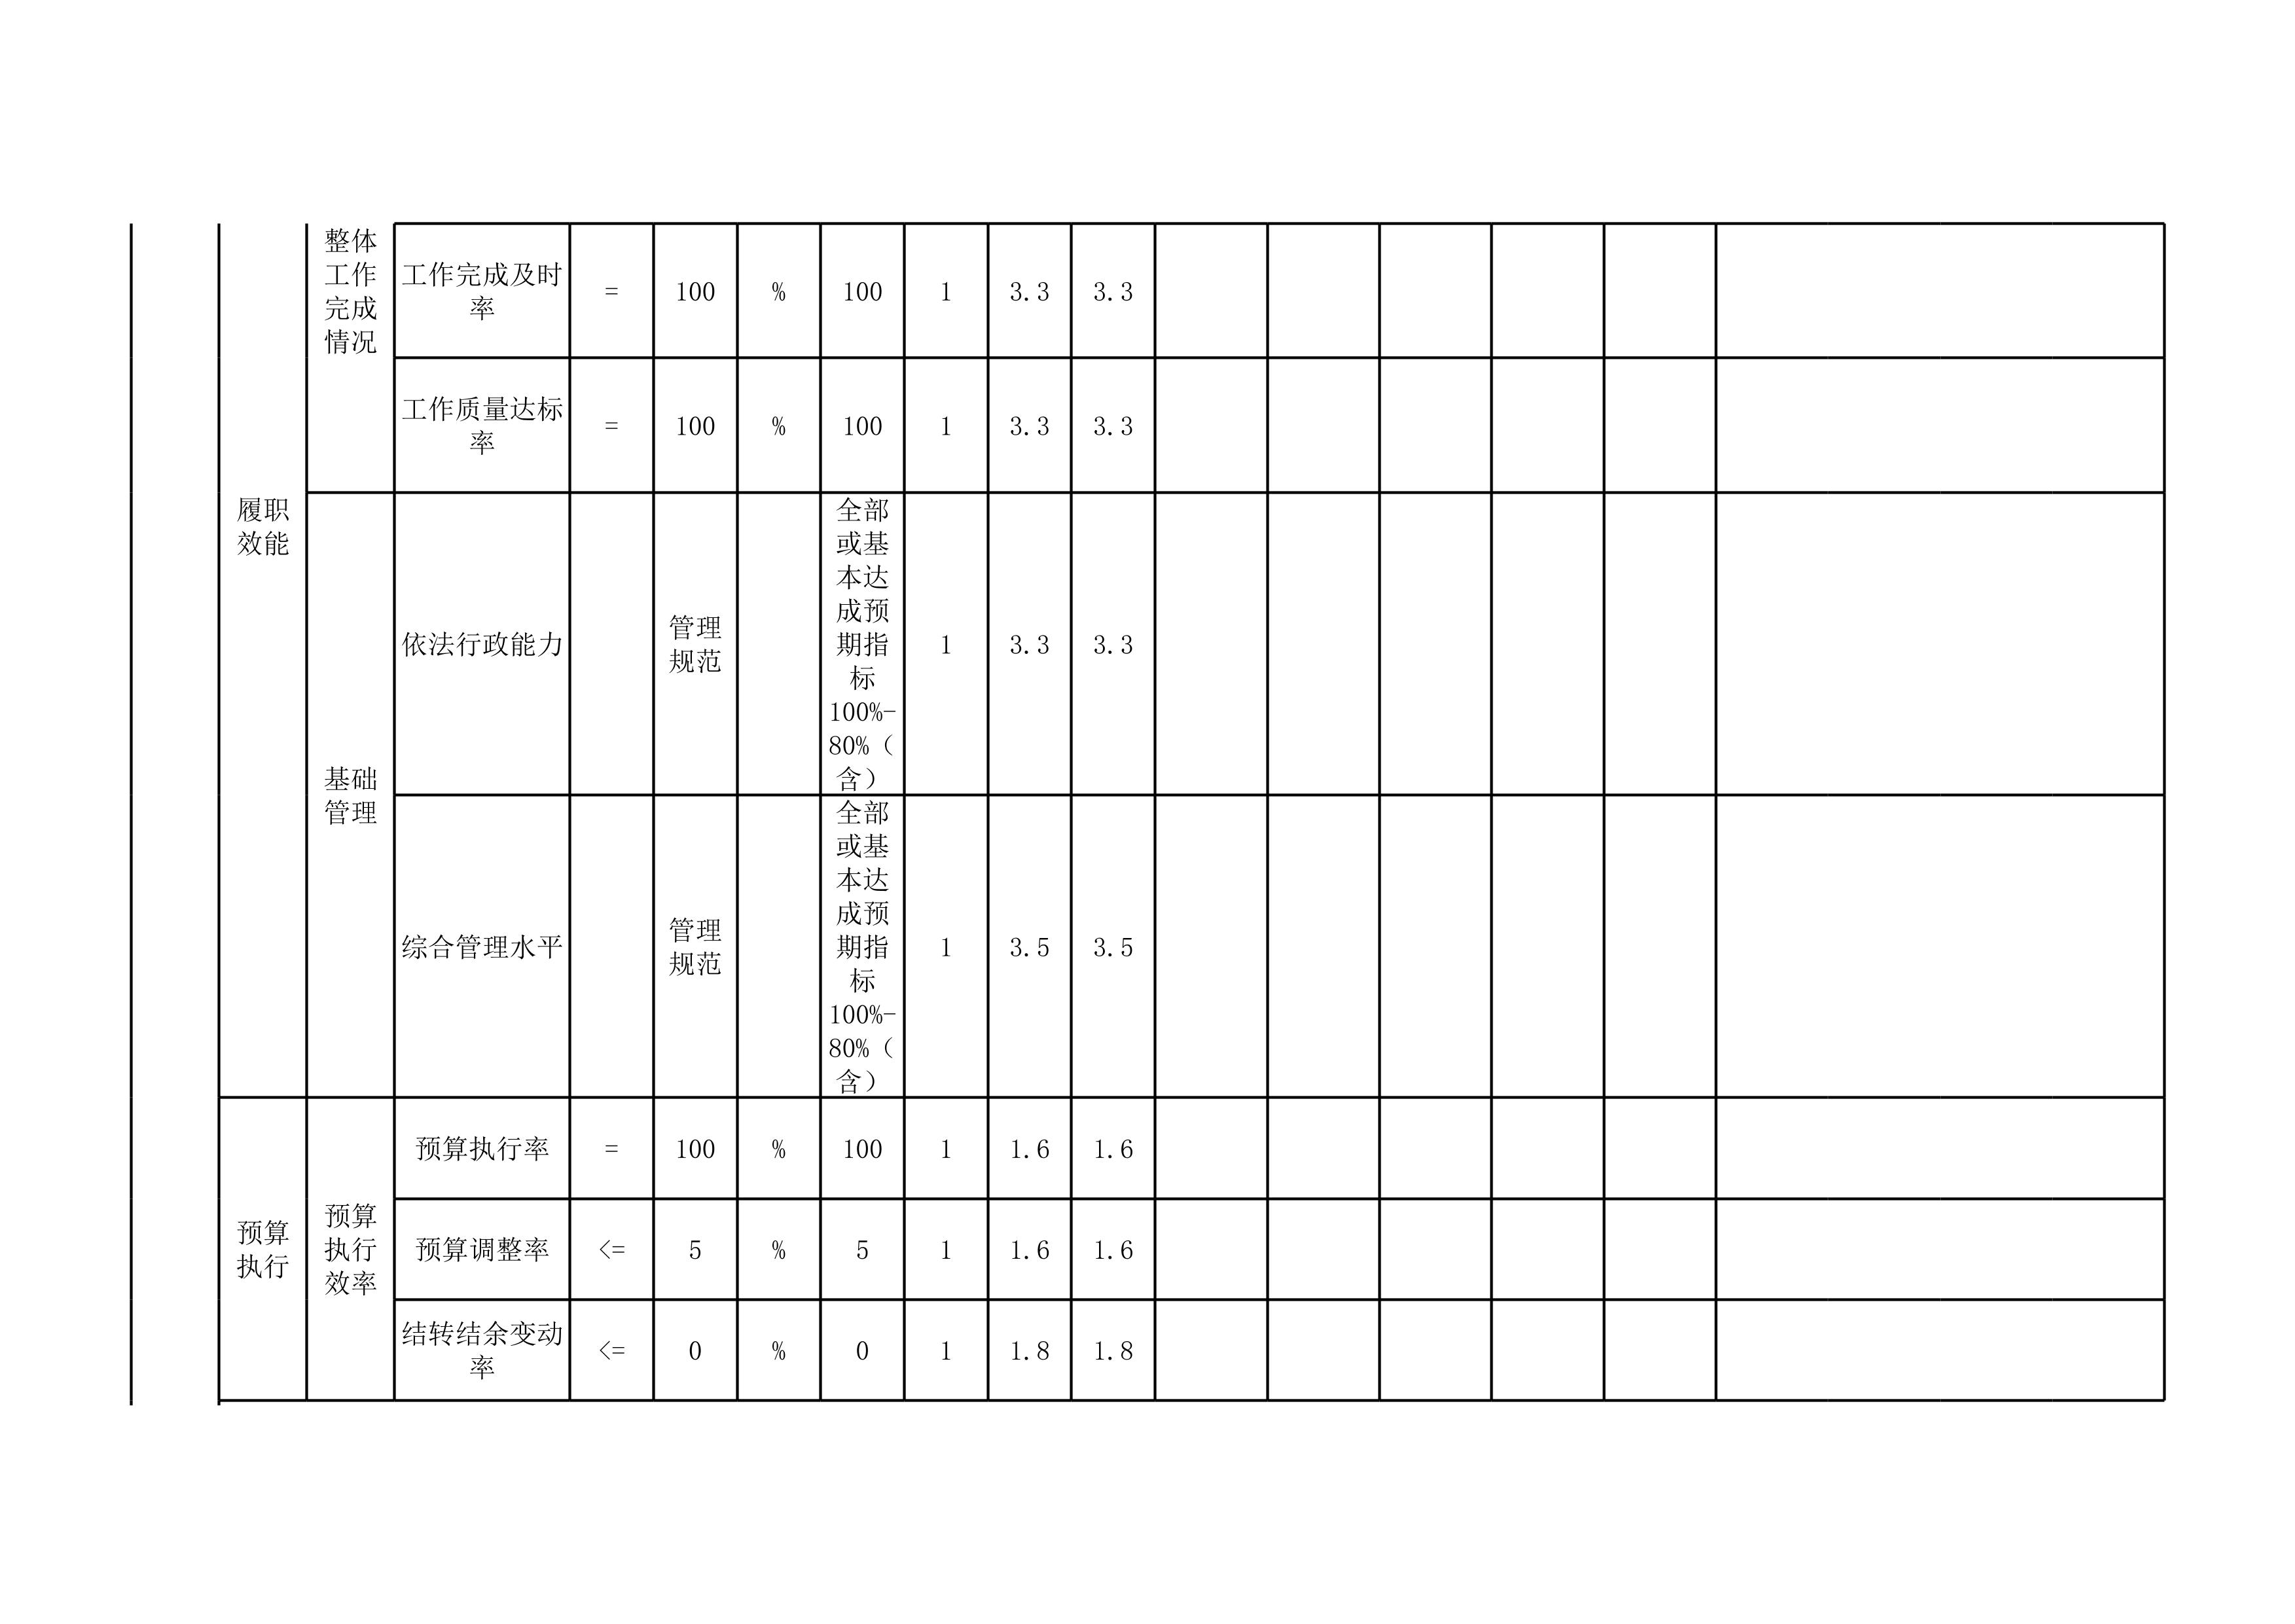 整体
工作
完成
情况
工作完成及时
率
=
100
%
100
1
3.3
3.3
工作质量达标
率
=
100
%
100
1
3.3
3.3
履职
效能
基础
管理
依法行政能力
管理
规范
全部
或基
本达
成预
期指
标
100%-
80%（
含）
1
3.3
3.3
综合管理水平
管理
规范
全部
或基
本达
成预
期指
标
100%-
80%（
含）
1
3.5
3.5
预算
执行
预算
执行
效率
预算执行率
=
100
%
100
1
1.6
1.6
预算调整率
<=
5
%
5
1
1.6
1.6
结转结余变动
率
<=
0
%
0
1
1.8
1.8